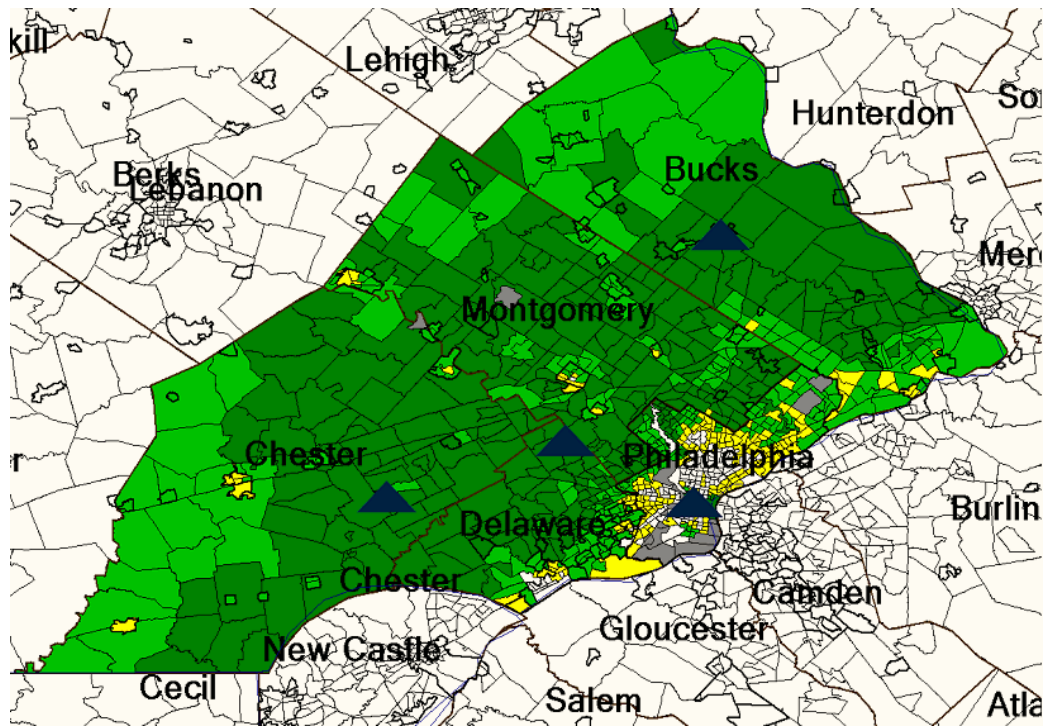 kill
Lehigh
Hunterdon
So
Berks
Lebanon
Bucks
Mer
Montgomery
Chester
Philadelphia
r
Delaware
Burlin
Chester
Camden
Gloucester
New Castle
Cecil
Salem
Atla